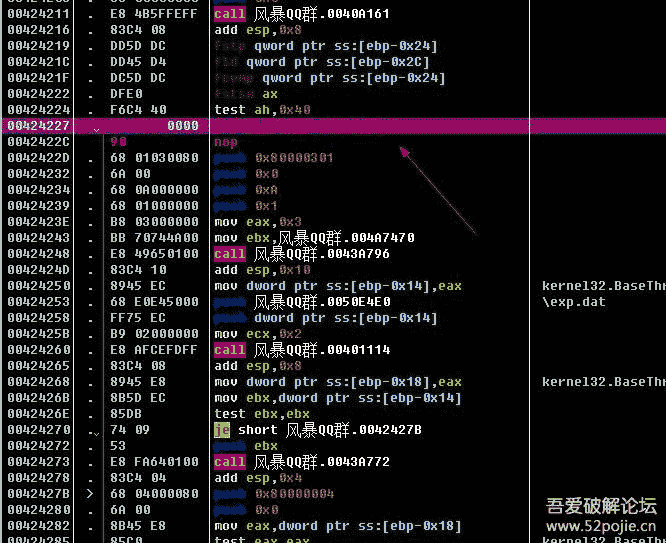 00424211 . E8 4B5FFEFF call 风暴QQ群.0040A161
00424216 . 83C4 08 add esp,0x8
00424219 . DD5D DC fstp qword ptr ss:[ebp-0x24]
0042421C . DD45 D4 fld qword ptr ss:[ebp-0x2C]
0042421F . DC5D DC fcomp qword ptr ss:[ebp-0x24]
00424222 . DFE0 fstsw ax
00424224 . F6C4 40 test ah,0x40
00424227 0000
0042422C 90 nop
0042422D . 68 01030080 push 0x80000301
00424232 . 6A 00 push 0x0
00424234 . 68 0A000000 push 0xA
00424239 . 68 01000000 push 0x1
0042423E . B8 03000000 mov eax,0x3
00424243 . BB 70744A00 mov ebx,风暴QQ群.004A7470
00424248 . E8 49650100 call 风暴QQ群.0043A796
0042424D . 83C4 10 add esp,0x10
00424250 . 8945 EC mov dword ptr ss:[ebp-0x14],eax kernel32.BaseThr
00424253 . 68 E0E45000 push 风暴QQ群.0050E4E0 \exp.dat
00424258 . FF75 EC push dword ptr ss:[ebp-0x14]
0042425B . B9 02000000 mov ecx,0x2
00424260 . E8 AFCEFDFF call 风暴QQ群.00401114
00424265 . 83C4 08 add esp,0x8
00424268 . 8945 E8 mov dword ptr ss:[ebp-0x18],eax kernel32.BaseThr
0042426B . 8B5D EC mov ebx,dword ptr ss:[ebp-0x14]
0042426E . 85DB test ebx,ebx
00424270 . 74 09 je short 风暴QQ群.0042427B
00424272 . 53 push ebx
00424273 . E8 FA640100 call 风暴QQ群.0043A772
00424278 . 83C4 04 add esp,0x4
0042427B > 68 04000080 push 0x80000004
00424280 . 6A 00 push 0x0
00424282 . 8B45 E8 mov eax,dword ptr ss:[ebp-0x18]
00424285 . 85C0 test eax,eax
吾爱破解论坛
www.52pojie.cn